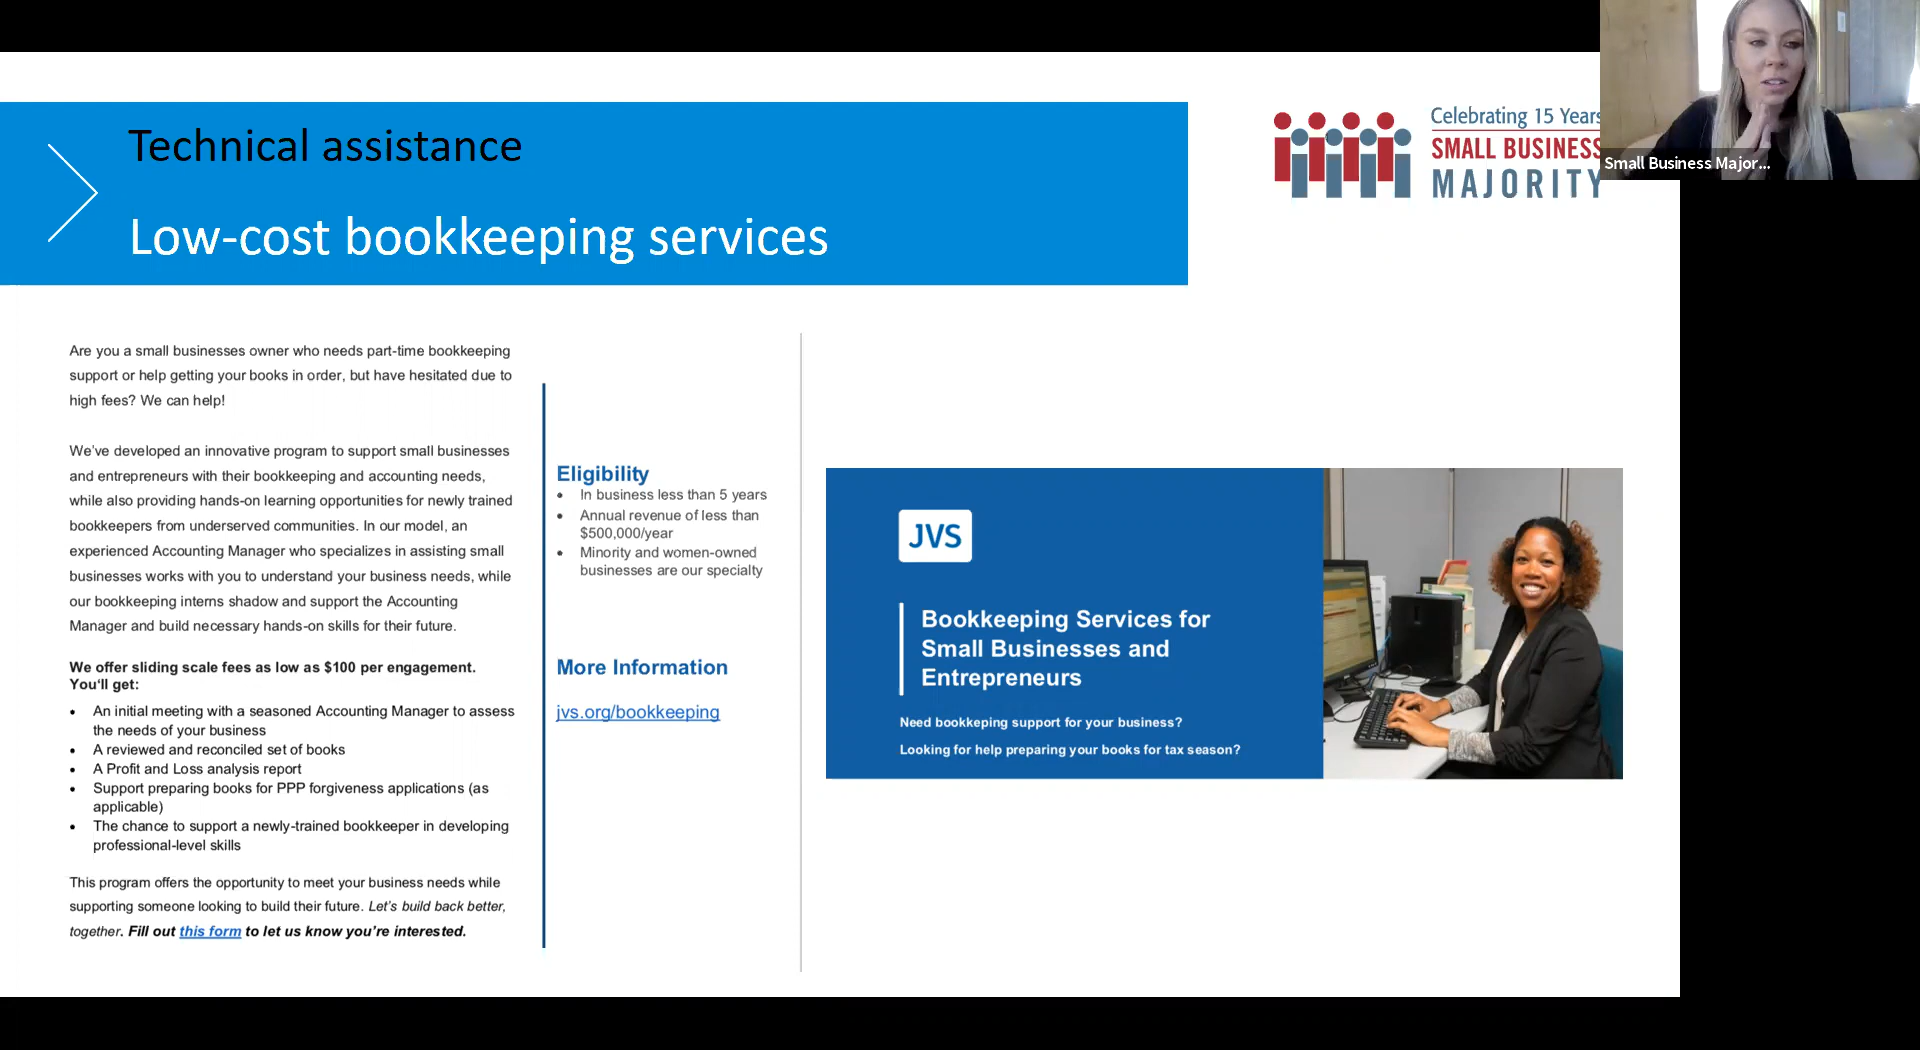 Technical assistance
Low-cost bookkeeping services
Celebrating 15 Years
SMALL BUSINESS
MAJORITY
Small Business Major...
Are you a small businesses owner who needs part-time bookkeeping
support or help getting your books in order, but have hesitated due to
high fees? We can help!
We've developed an innovative program to support small businesses
and entrepreneurs with their bookkeeping and accounting needs,
while also providing hands-on learning opportunities for newly trained
bookkeepers from underserved communities. In our model, an
experienced Accounting Manager who specializes in assisting small
businesses works with you to understand your business needs, while
our bookkeeping interns shadow and support the Accounting
Manager and build necessary hands-on skills for their future.
We offer sliding scale fees as low as $100 per engagement.
You'll get:
• An initial meeting with a seasoned Accounting Manager to assess
the needs of your business
• A reviewed and reconciled set of books
• A Profit and Loss analysis report
• Support preparing books for PPP forgiveness applications (as
applicable)
• The chance to support a newly-trained bookkeeper in developing
professional-level skills
This program offers the opportunity to meet your business needs while
supporting someone looking to build their future. Let's build back better,
together. Fill out this form to let us know you're interested.
Eligibility
• In business less than 5 years
• Annual revenue of less than
$500,000/year
• Minority and women-owned
businesses are our specialty
More Information
jvs.org/bookkeeping
JVS
Bookkeeping Services for
Small Businesses and
Entrepreneurs
Need bookkeping support for your business?
Looking for help preparing your books for tax season?